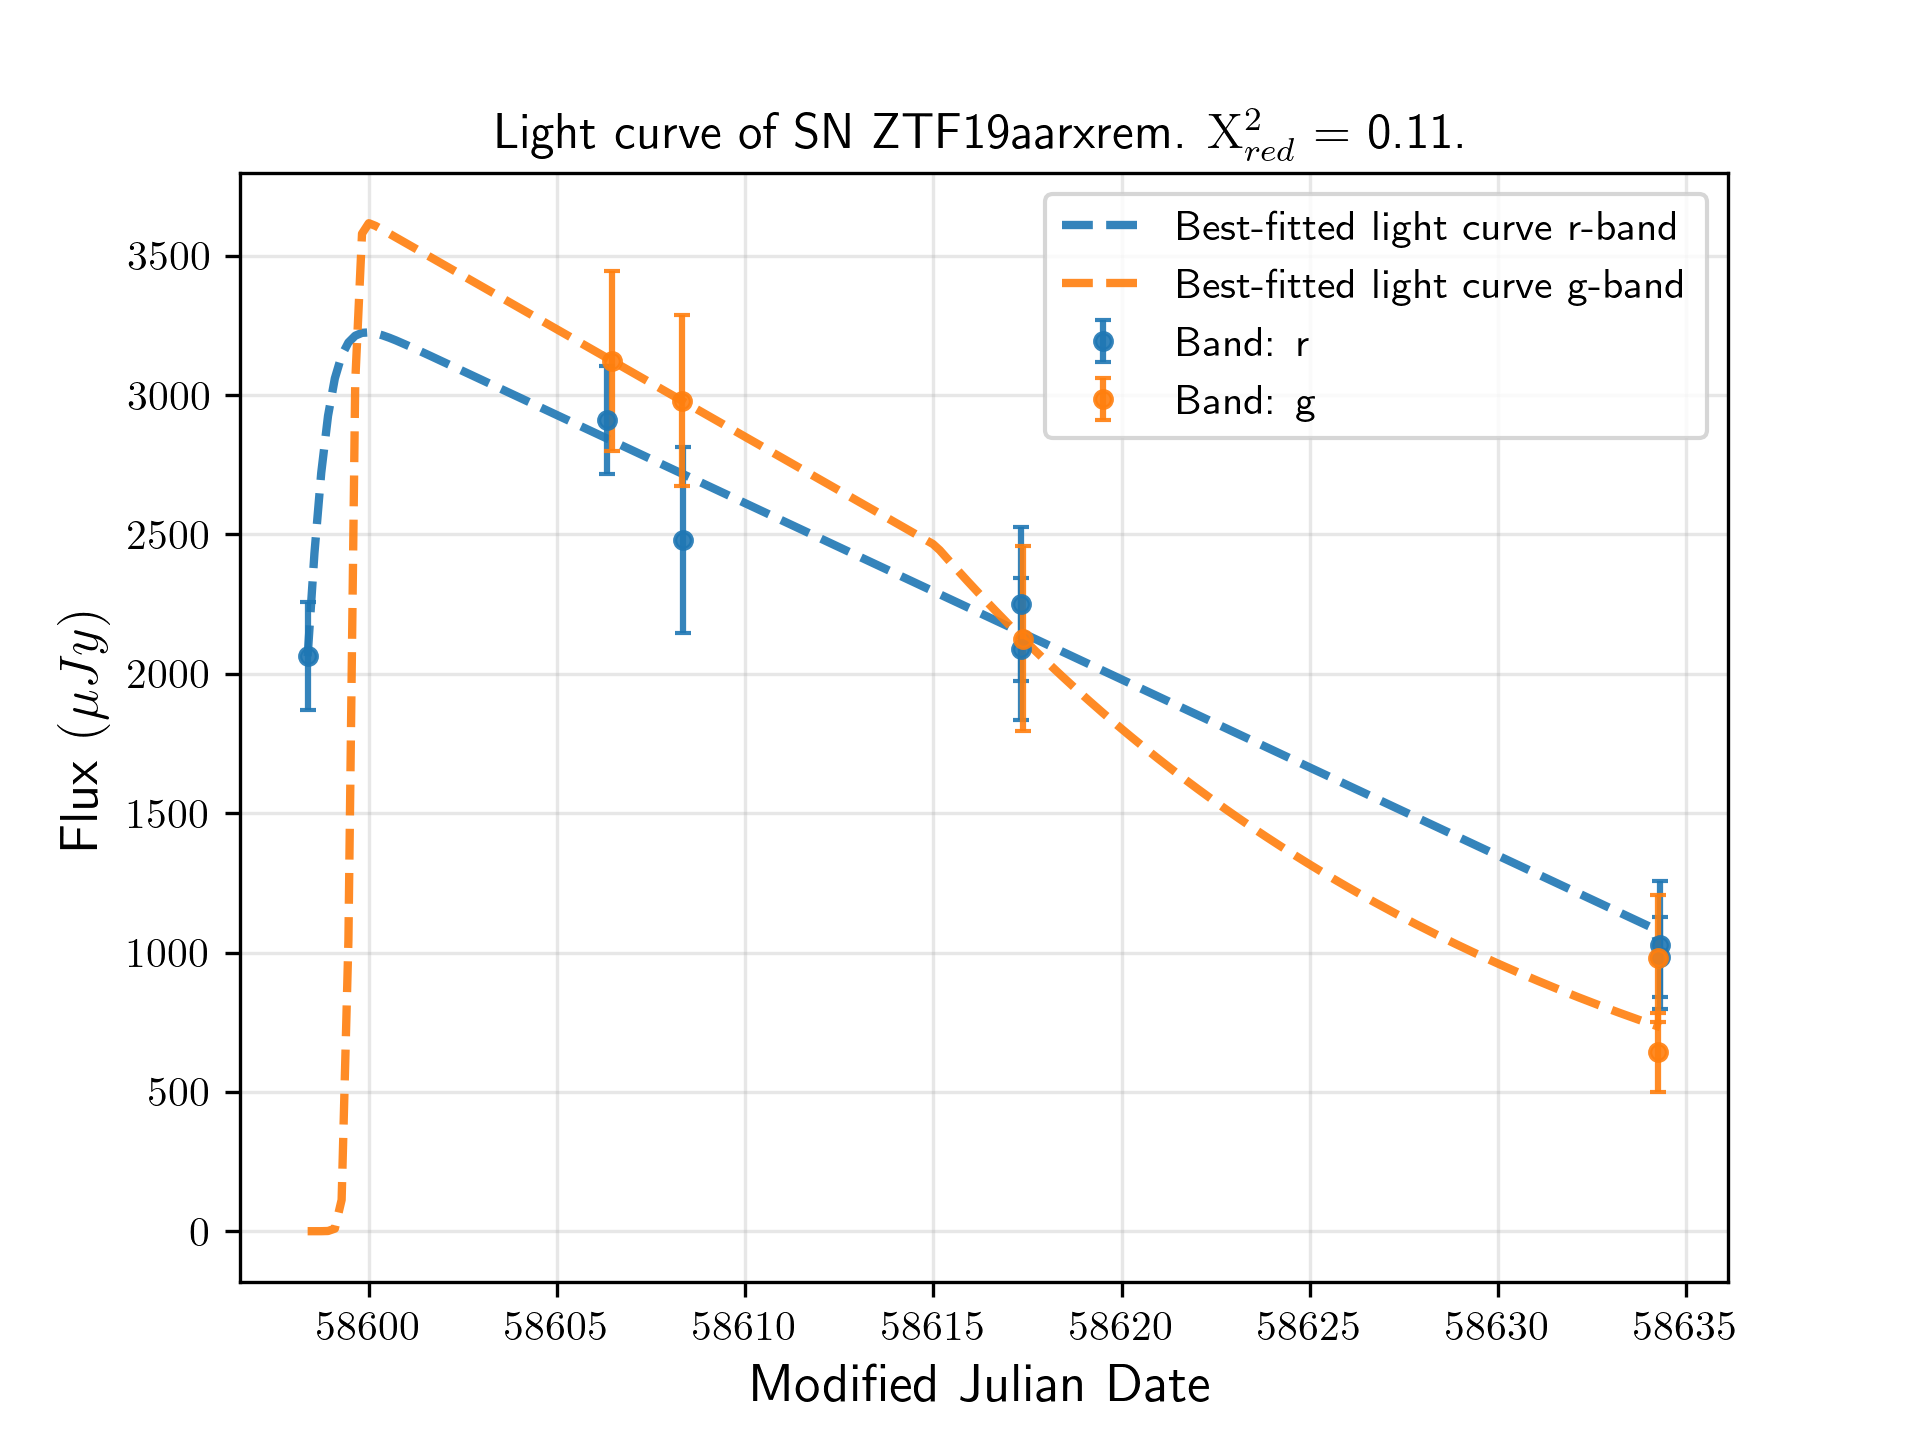 Light curve of SN ZTF19aarxrem. X²_red = 0.11.
Best-fitted light curve r-band
Best-fitted light curve g-band
Band: r
Band: g
Flux (μJy)
3500
3000
2500
2000
1500
1000
500
0
58600 58605 58610 58615 58620 58625 58630 58635
Modified Julian Date